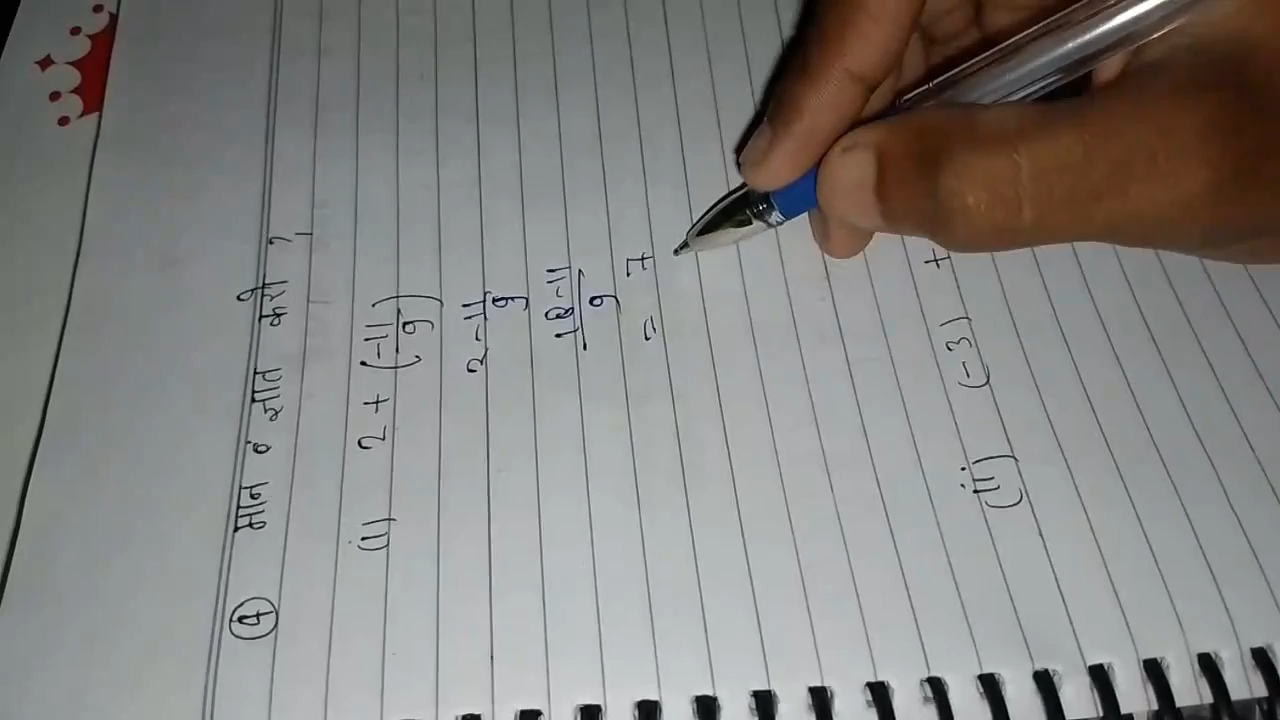 ④ मान ज्ञात करो ?
(i) 2 + (-11/9)
2 - 11/9
18-11/9
= 7
(ii) (-3) +